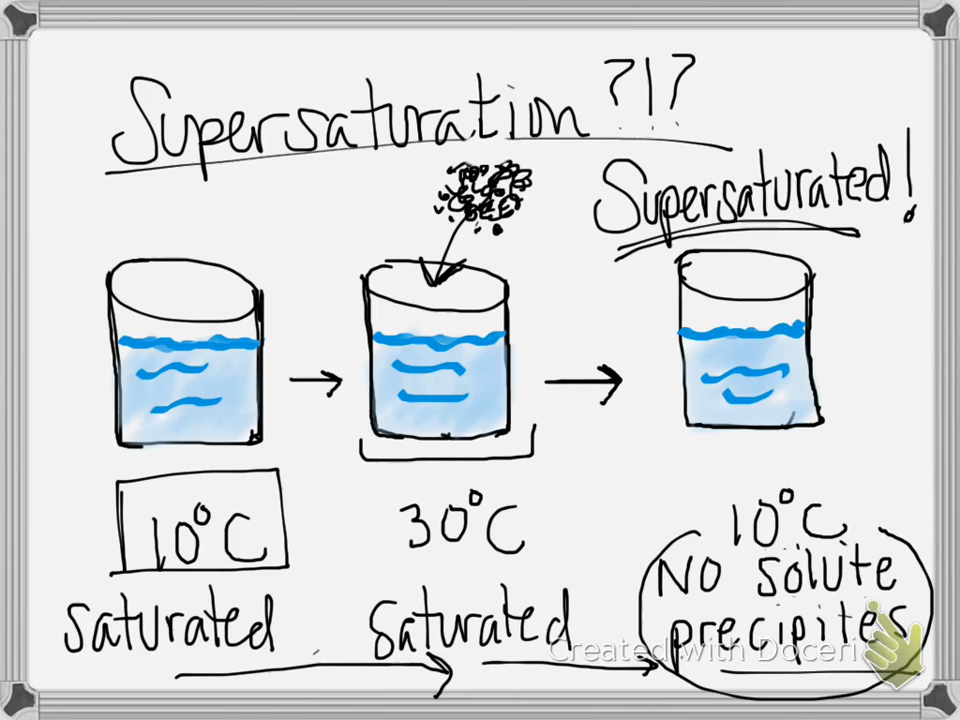 Supersaturation ?!?
Supersaturated!
10°C
30°C
10°C
saturated
saturated
No solute
precipites
Created with Doceri